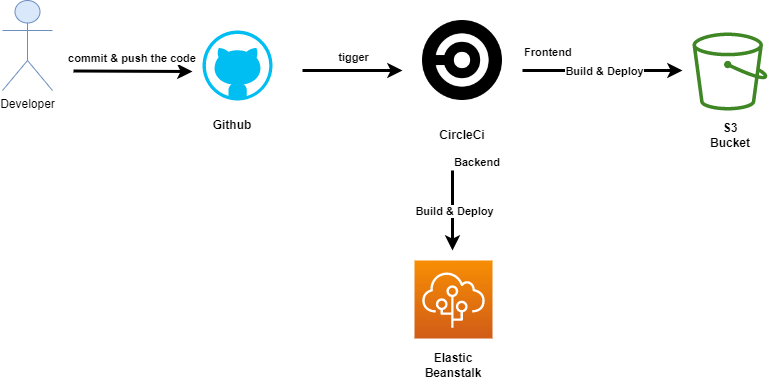 commit & push the code
Developer
Github
tigger
CircleCi
Frontend
Build & Deploy
S3
Bucket
Backend
Build & Deploy
Elastic
Beanstalk